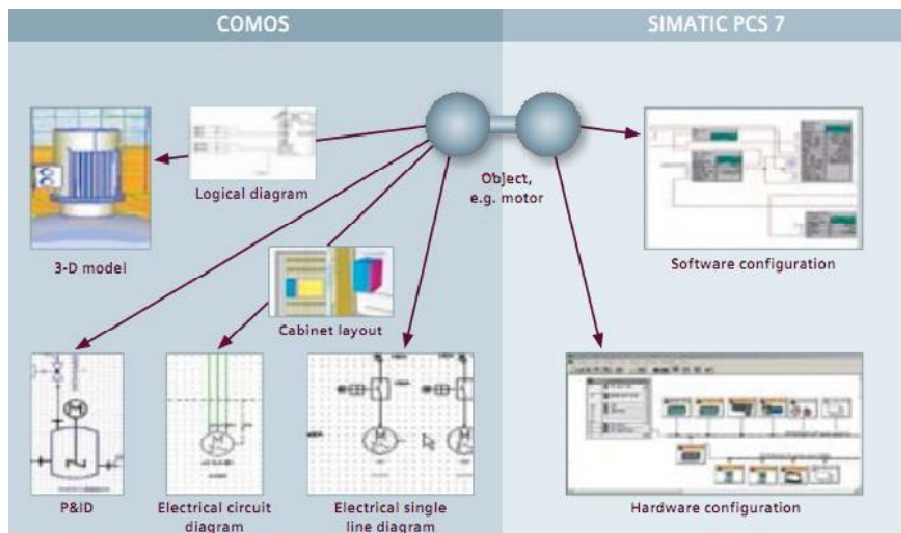 COMOS
SIMATIC PCS 7
Logical diagram
Object,
e.g. motor
3-D model
Software configuration
Cabinet layout
P&ID
Electrical circuit
diagram
Electrical single
line diagram
Hardware configuration